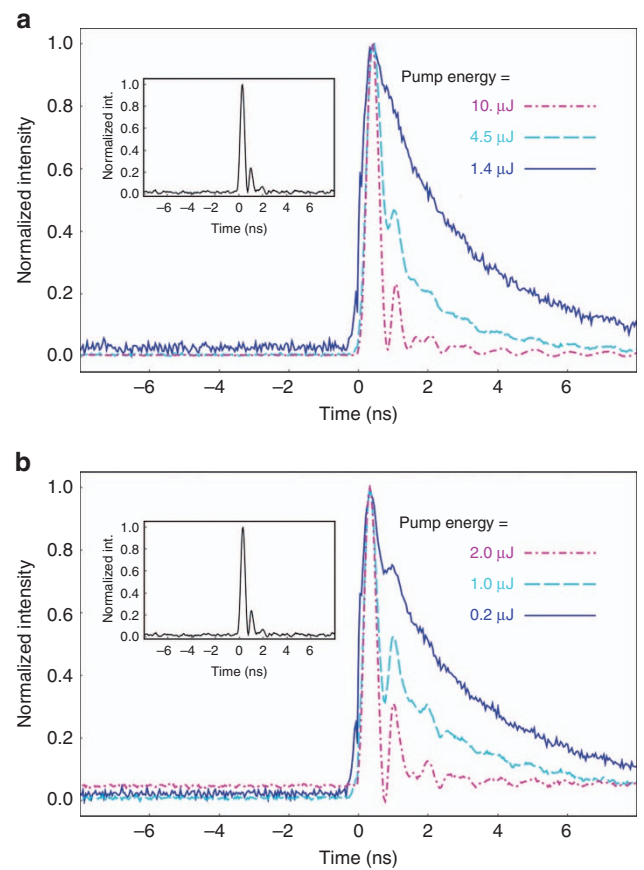 a
Normalized intensity
1.0
0.8
0.6
0.4
0.2
0.0
−6
−4
−2
0
2
4
6
Time (ns)
Pump energy =
10. µJ
4.5 µJ
1.4 µJ
Normalized int.
1.0
0.8
0.6
0.4
0.2
0.0
−6 −4 −2 0 2 4 6
Time (ns)
b
Normalized intensity
1.0
0.8
0.6
0.4
0.2
0.0
−6
−4
−2
0
2
4
6
Time (ns)
Pump energy =
2.0 µJ
1.0 µJ
0.2 µJ
Normalized int.
1.0
0.8
0.6
0.4
0.2
0.0
−6 −4 −2 0 2 4 6
Time (ns)